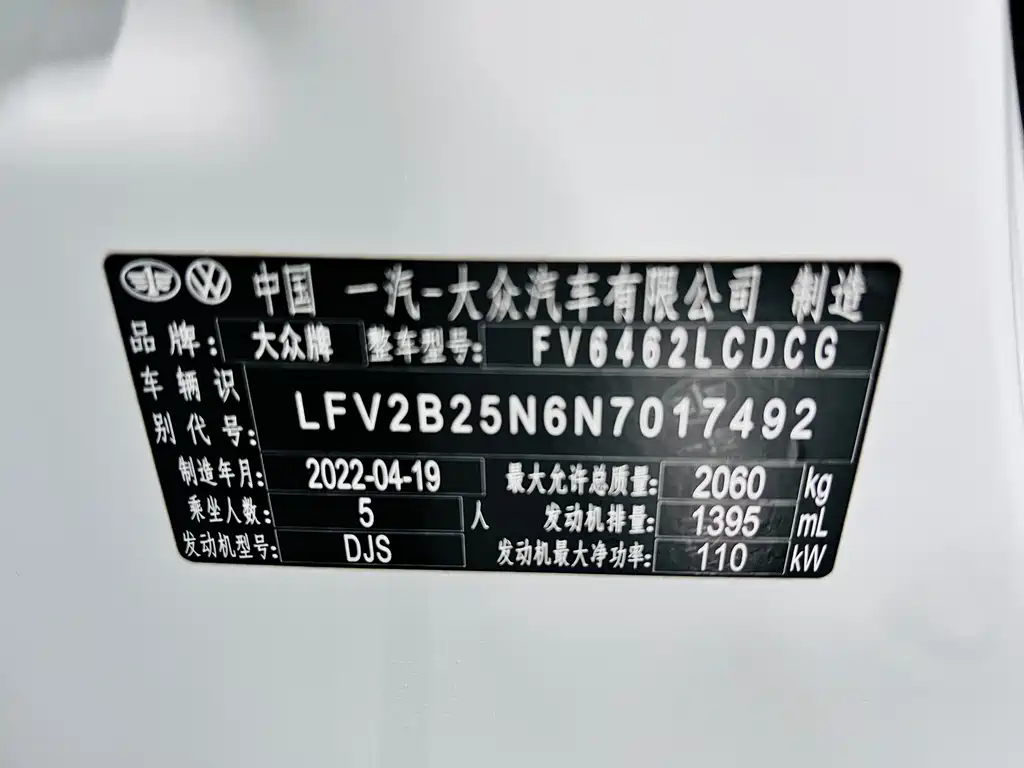 中国 一汽-大众汽车有限公司 制造
品牌: 大众牌 整车型号: FV6462LCDCG
车辆识别代号: LFV2B25N6N7017492
制造年月: 2022-04-19 最大允许总质量: 2060 kg
乘坐人数: 5 人 发动机排量: 1395 mL
发动机型号: DJS 发动机最大净功率: 110 kW